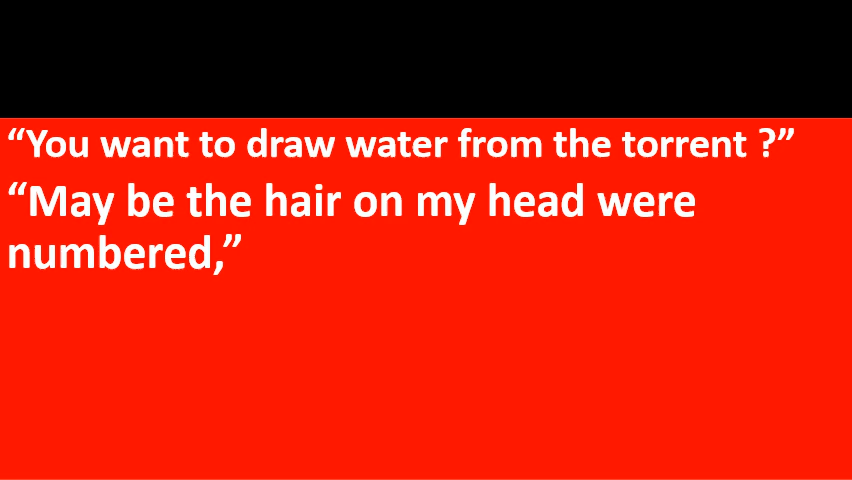 “You want to draw water from the torrent ?”
“May be the hair on my head were
numbered,”